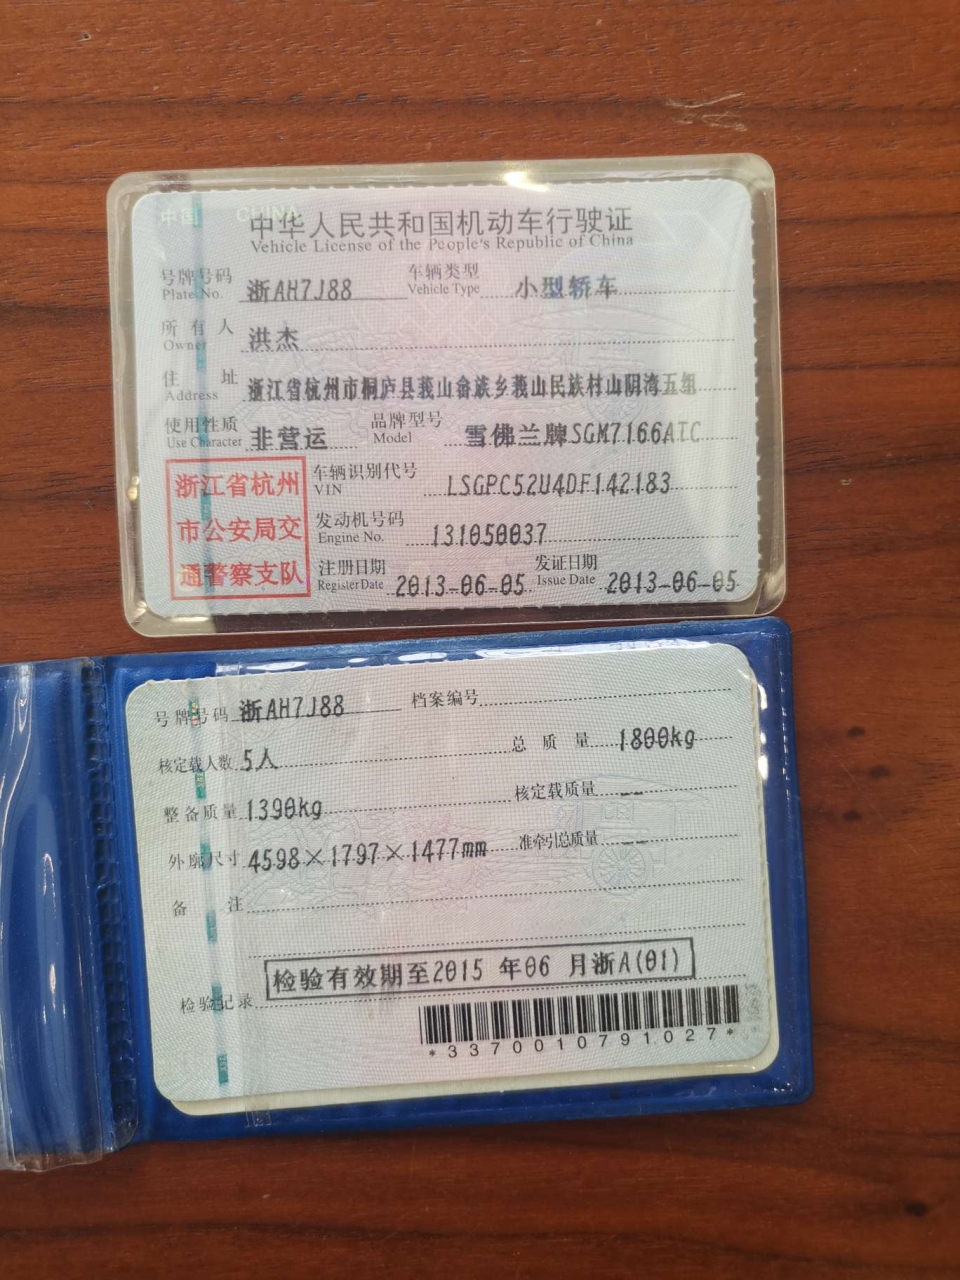 中国 CHINA
中华人民共和国机动车行驶证
Vehicle License of the People's Republic of China
号牌号码 浙AH7J88 车辆类型 小型轿车
Plate No. Vehicle Type
所有人 洪杰
Owner
住址 浙江省杭州市桐庐县莪山畲族乡莪山民族村山阴湾五组
Address
使用性质 非营运 品牌型号 雪佛兰牌SGM7166ATC
Use Character Model
浙江省杭州
市公安局交
通警察支队
车辆识别代号 LSGPC52U4DF142183
VIN
发动机号码 131050037
Engine No.
注册日期 2013-06-05 发证日期 2013-06-05
Register Date Issue Date
号牌号码 浙AH7J88 档案编号
核定载人数 5人 总质量 1800kg
整备质量 1390kg 核定载质量 --
外廓尺寸 4598×1797×1477mm 准牵引总质量 --
备注
检验有效期至2015 年06 月浙A(01)
检验记录
*3370010791027*